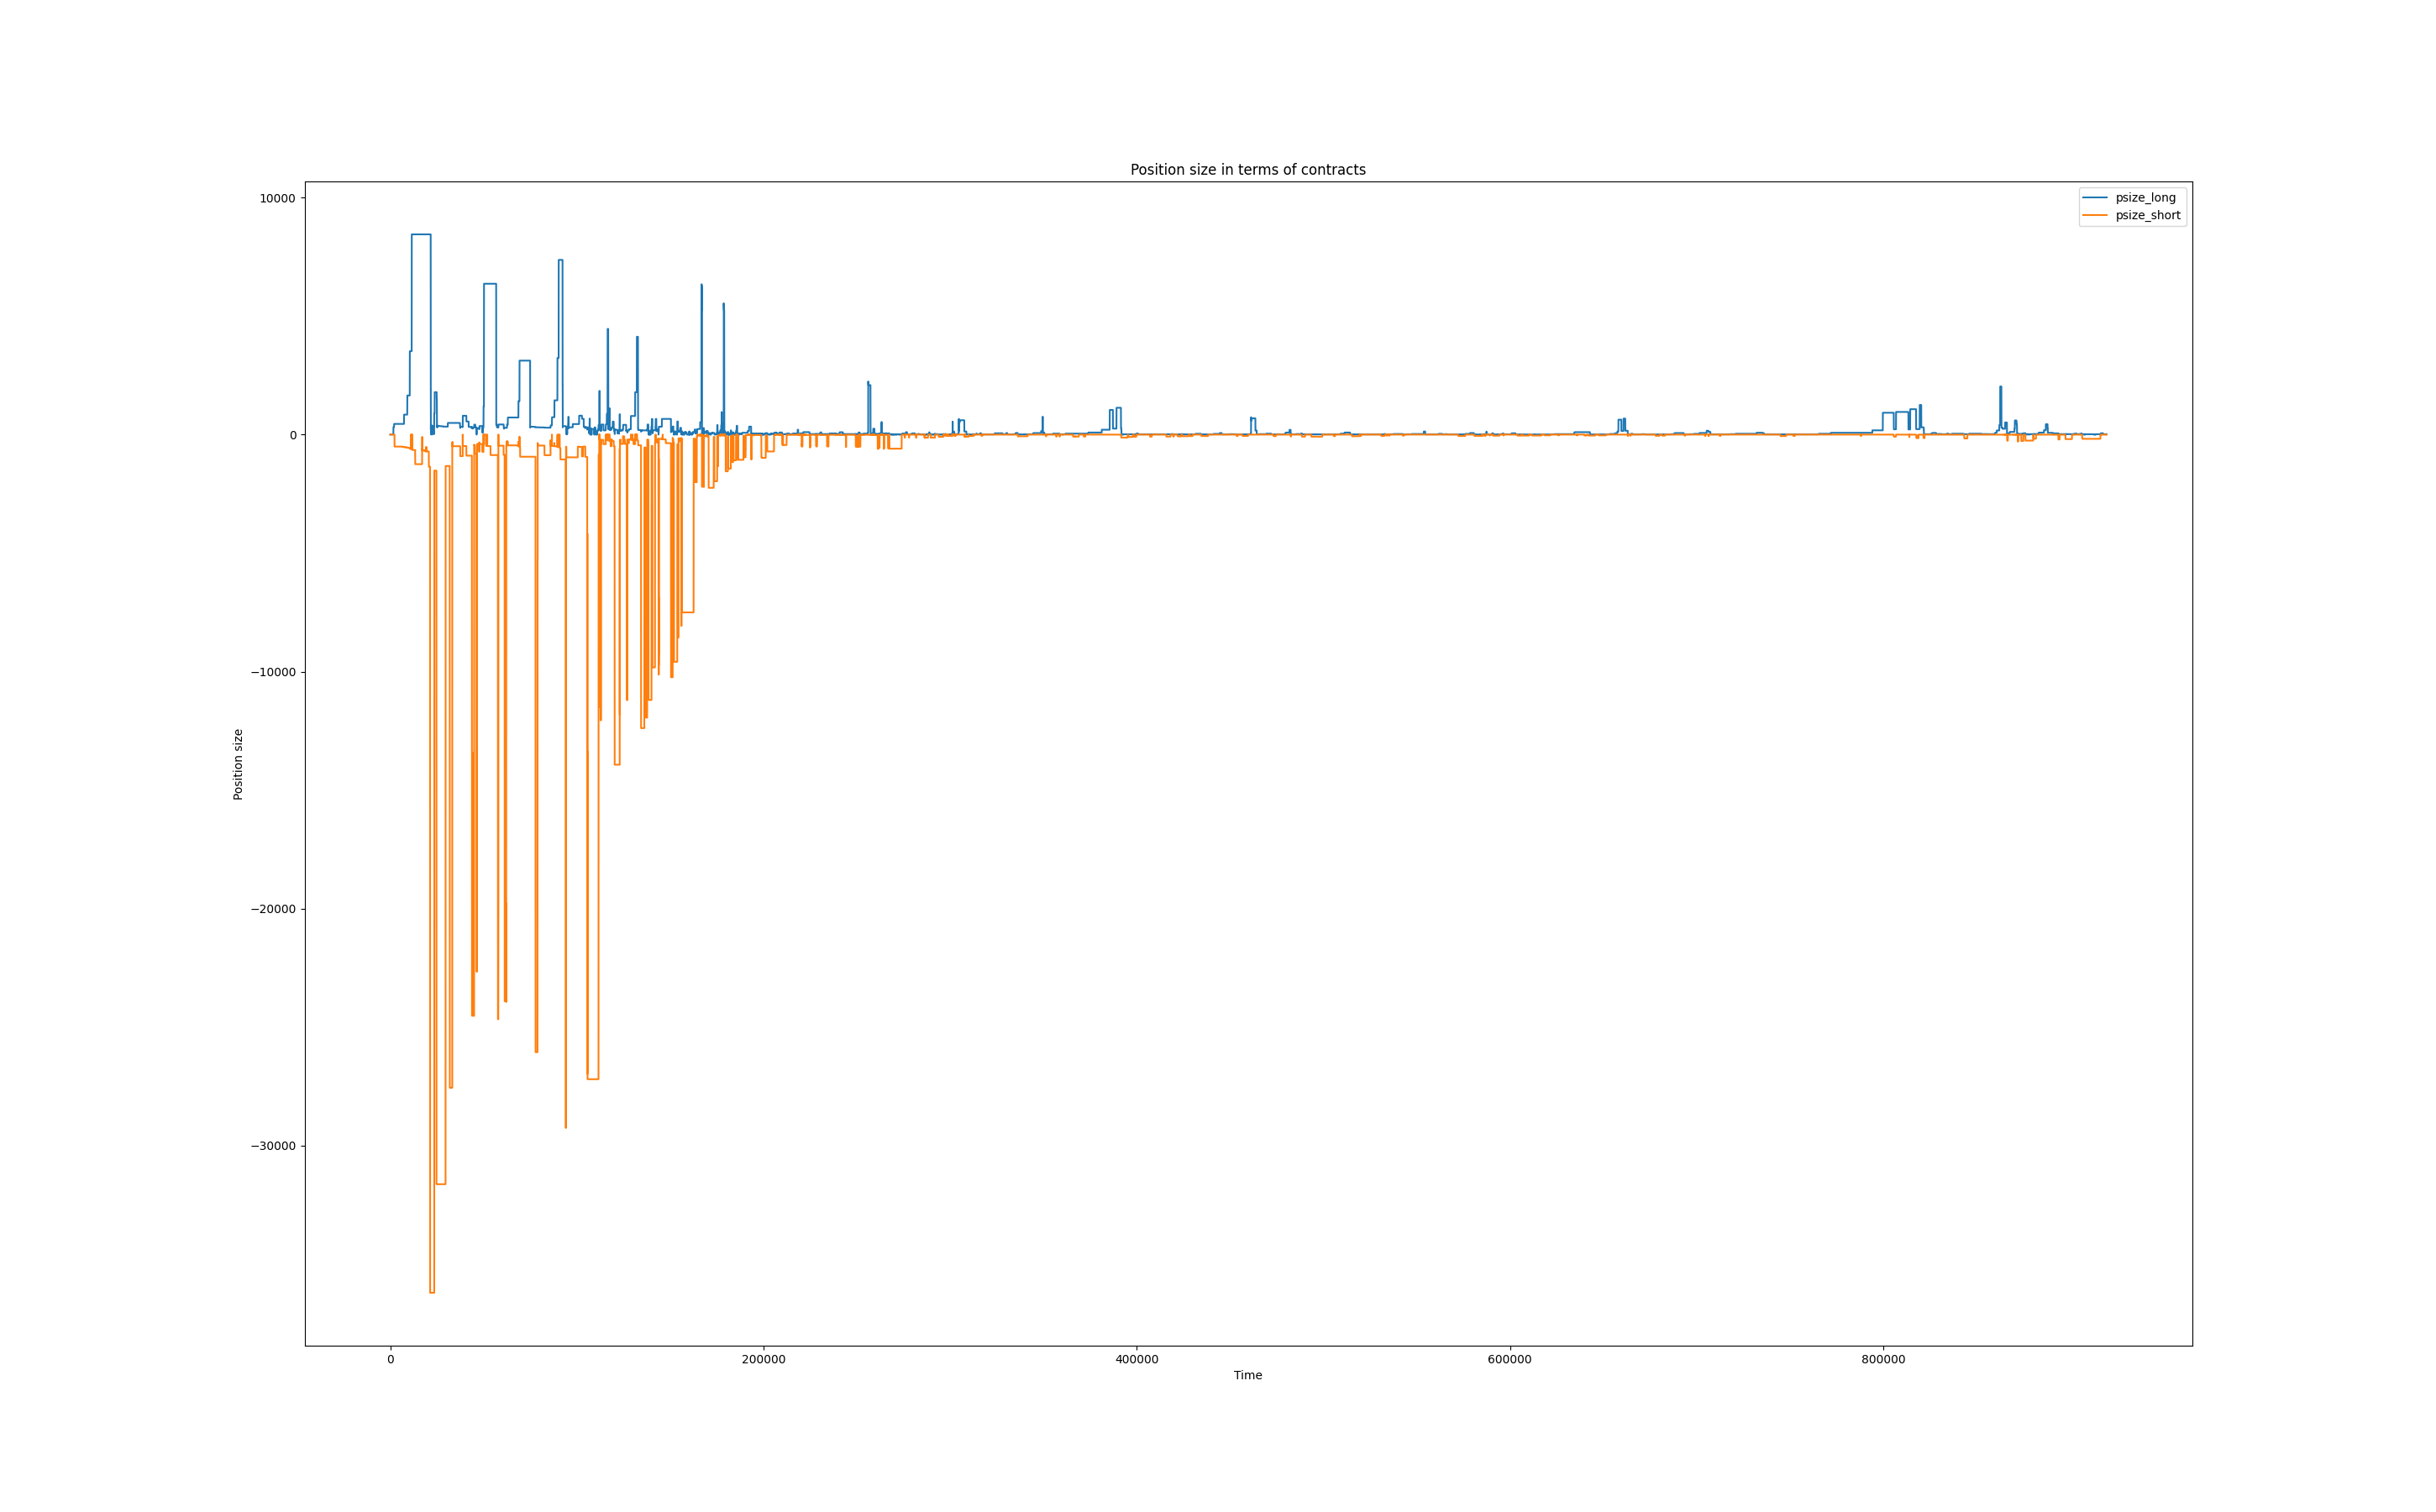 Position size in terms of contracts
psize_long
psize_short
10000
0
−10000
−20000
−30000
Position size
0
200000
400000
600000
800000
Time